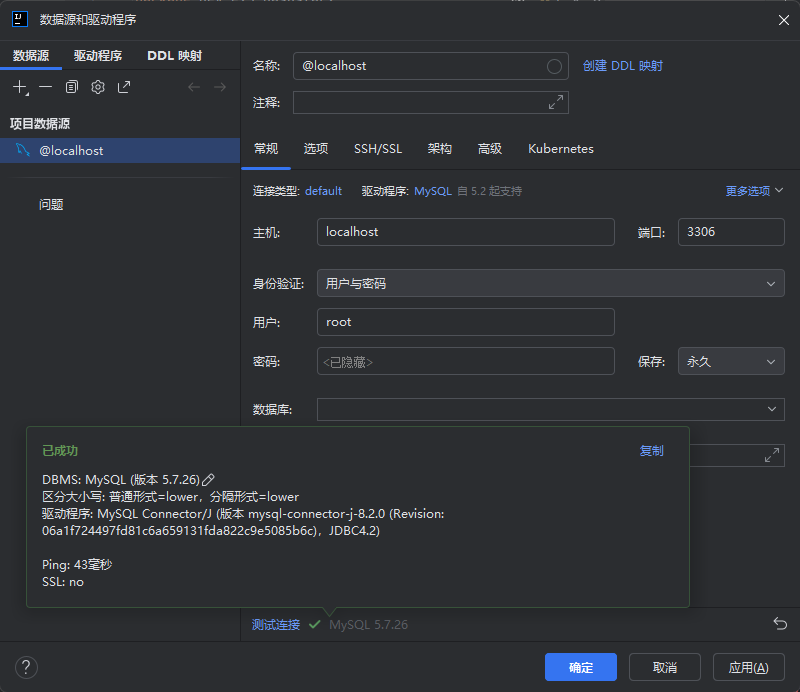 数据源和驱动程序
数据源 驱动程序 DDL 映射
项目数据源
@localhost
问题
名称: @localhost 创建 DDL 映射
注释:
常规 选项 SSH/SSL 架构 高级 Kubernetes
连接类型: default 驱动程序: MySQL 自 5.2 起支持 更多选项
主机: localhost 端口: 3306
身份验证: 用户与密码
用户: root
密码: <已隐藏> 保存: 永久
数据库:
已成功 复制
DBMS: MySQL (版本 5.7.26)
区分大小写: 普通形式=lower，分隔形式=lower
驱动程序: MySQL Connector/J (版本 mysql-connector-j-8.2.0 (Revision:
06a1f724497fd81c6a659131fda822c9e5085b6c)，JDBC4.2)
Ping: 43毫秒
SSL: no
测试连接 MySQL 5.7.26
? 确定 取消 应用(A)